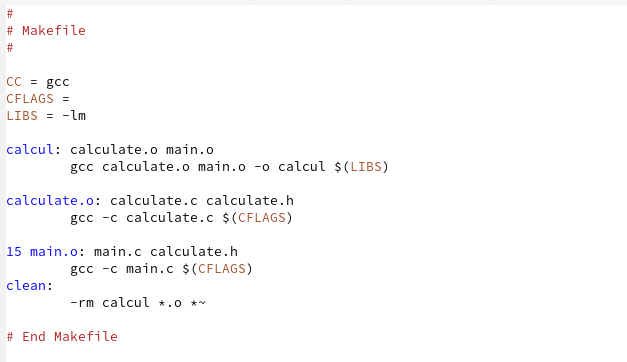 #
# Makefile
#
CC = gcc
CFLAGS =
LIBS = -lm
calcul: calculate.o main.o
gcc calculate.o main.o -o calcul $(LIBS)
calculate.o: calculate.c calculate.h
gcc -c calculate.c $(CFLAGS)
15 main.o: main.c calculate.h
gcc -c main.c $(CFLAGS)
clean:
-rm calcul *.o *~
# End Makefile